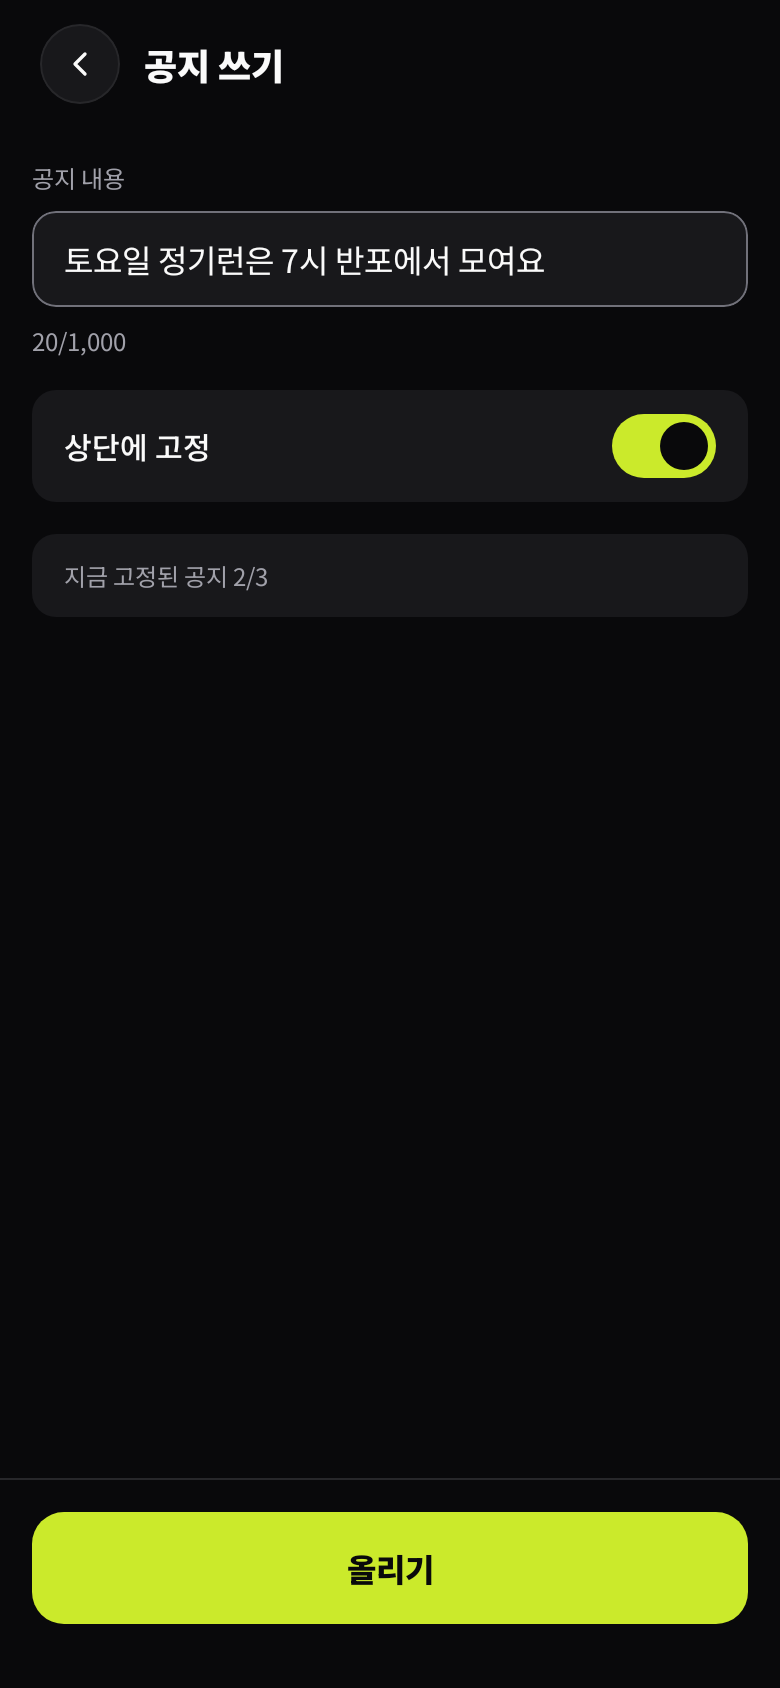 공지 쓰기
공지 내용
토요일 정기런은 7시 반포에서 모여요
20/1,000
상단에 고정
지금 고정된 공지 2/3
올리기